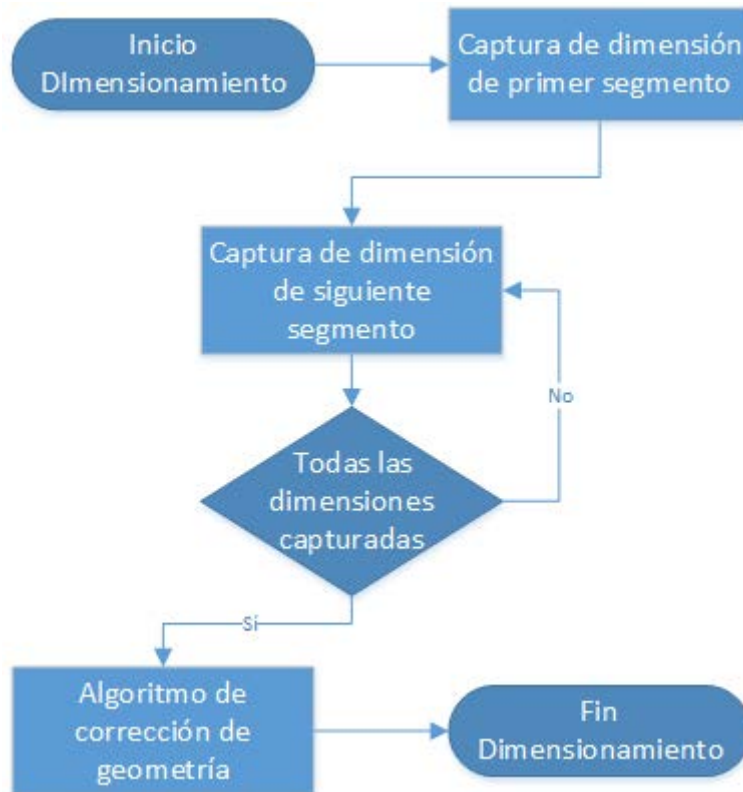 Inicio
DImensionamiento
Captura de dimensión
de primer segmento
Captura de dimensión
de siguiente
segmento
No
Todas las
dimensiones
capturadas
Sí
Algoritmo de
corrección de
geometría
Fin
Dimensionamiento